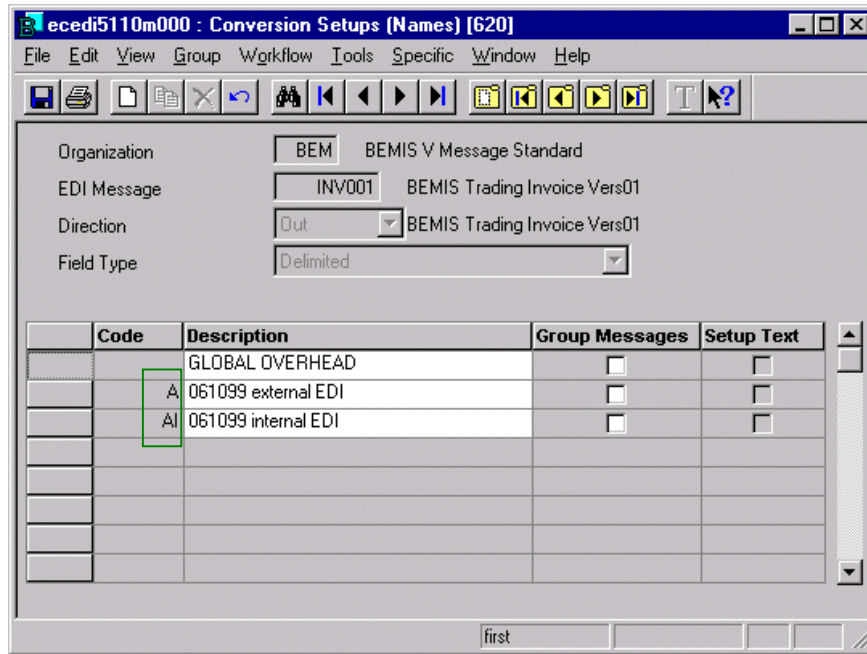 ecedi5110m000 : Conversion Setups (Names) [620]
File Edit View Group Workflow Tools Specific Window Help
T ?
Organization BEM BEMIS V Message Standard
EDI Message INV001 BEMIS Trading Invoice Vers01
Direction Out BEMIS Trading Invoice Vers01
Field Type Delimited
Code Description Group Messages Setup Text
GLOBAL OVERHEAD
A 061099 external EDI
AI 061099 internal EDI
first